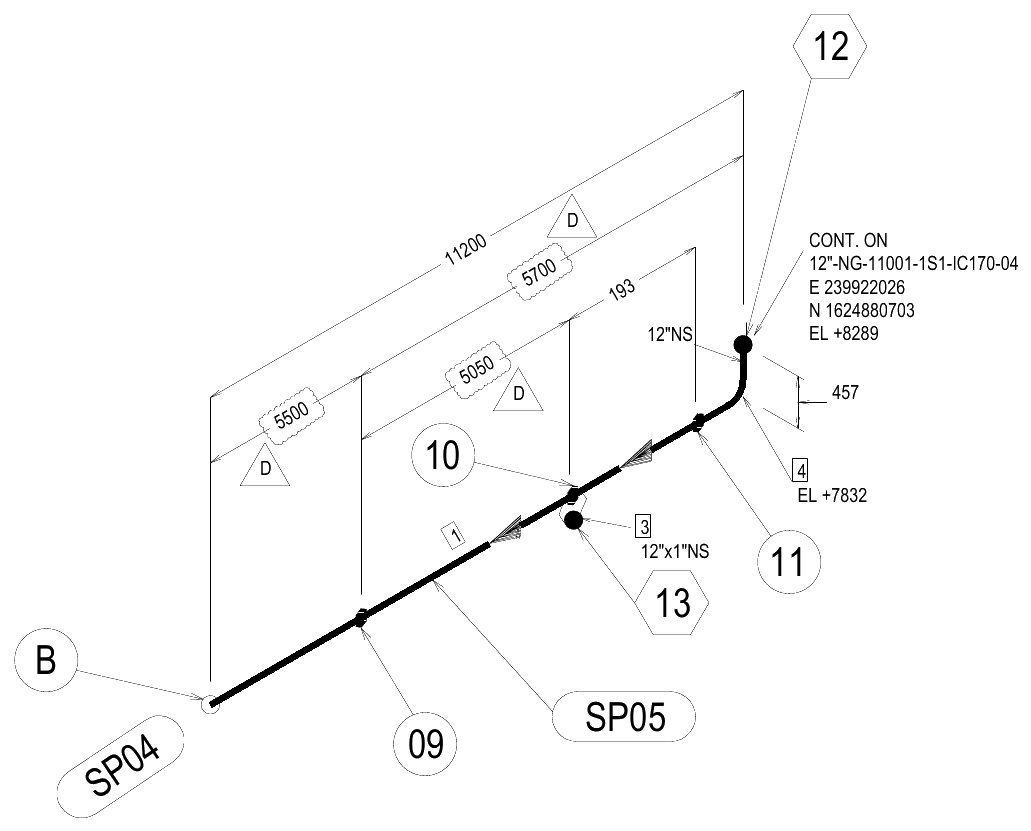 12
D
11200
5700
193
CONT. ON
12"-NG-11001-1S1-IC170-04
E 239922026
N 1624880703
EL +8289
12"NS
5050
D
457
5500
D
10
4
EL +7832
1
3
12"x1"NS
11
13
B
SP05
09
SP04